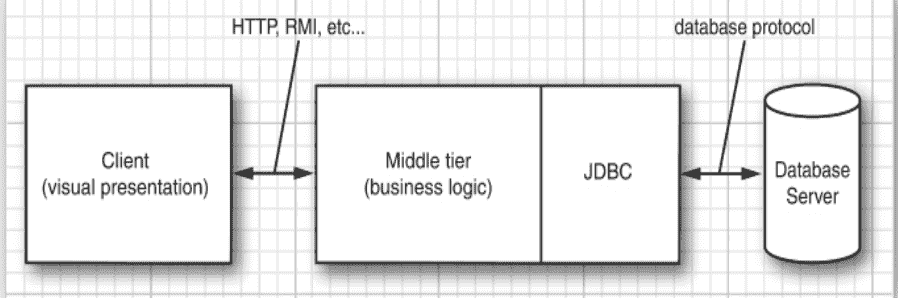 HTTP, RMI, etc...
database protocol
Client
(visual presentation)
Middle tier
(business logic)
JDBC
Database
Server